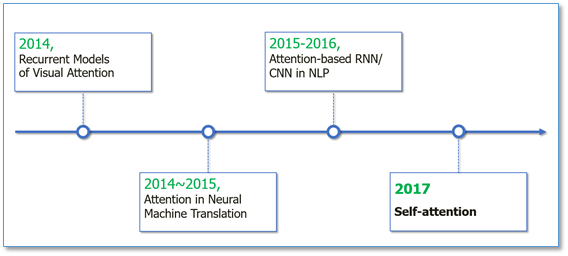 2014,
Recurrent Models
of Visual Attention
2014~2015,
Attention in Neural
Machine Translation
2015-2016,
Attention-based RNN/
CNN in NLP
2017
Self-attention